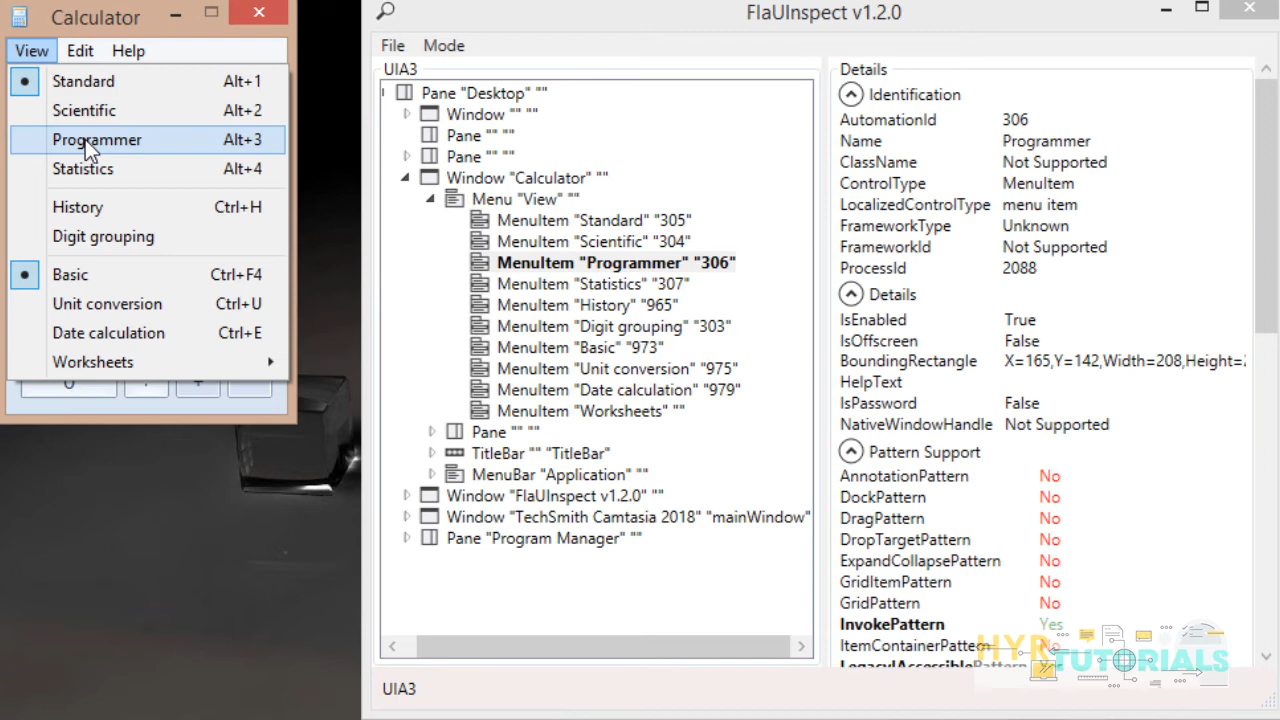 Calculator
View Edit Help
Standard Alt+1
Scientific Alt+2
Programmer Alt+3
Statistics Alt+4
History Ctrl+H
Digit grouping
Basic Ctrl+F4
Unit conversion Ctrl+U
Date calculation Ctrl+E
Worksheets
FlaUInspect v1.2.0
File Mode
UIA3
Pane "Desktop" ""
Window "" ""
Pane "" ""
Pane "" ""
Window "Calculator" ""
Menu "View" ""
MenuItem "Standard" "305"
MenuItem "Scientific" "304"
MenuItem "Programmer" "306"
MenuItem "Statistics" "307"
MenuItem "History" "965"
MenuItem "Digit grouping" "303"
MenuItem "Basic" "973"
MenuItem "Unit conversion" "975"
MenuItem "Date calculation" "979"
MenuItem "Worksheets" ""
Pane "" ""
TitleBar "" "TitleBar"
MenuBar "Application" ""
Window "FlaUInspect v1.2.0" ""
Window "TechSmith Camtasia 2018" "mainWindow"
Pane "Program Manager" ""
Details
Identification
AutomationId 306
Name Programmer
ClassName Not Supported
ControlType MenuItem
LocalizedControlType menu item
FrameworkType Unknown
FrameworkId Not Supported
ProcessId 2088
Details
IsEnabled True
IsOffscreen False
BoundingRectangle X=165,Y=142,Width=208,Height=
HelpText
IsPassword False
NativeWindowHandle Not Supported
Pattern Support
AnnotationPattern No
DockPattern No
DragPattern No
DropTargetPattern No
ExpandCollapsePattern No
GridItemPattern No
GridPattern No
InvokePattern Yes
ItemContainerPattern No
LegacyIAccessiblePattern
HYR TUTORIALS
UIA3